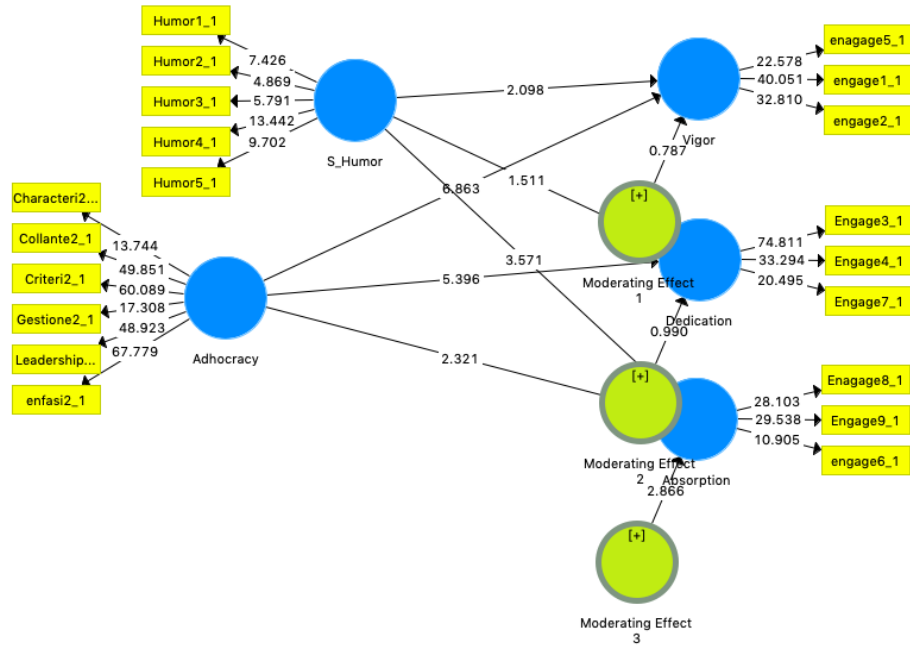 Humor1_1
Humor2_1
Humor3_1
Humor4_1
Humor5_1
7.426
4.869
5.791
13.442
9.702
S_Humor
2.098
6.863
1.511
3.571
Characteri2...
Collante2_1
Criteri2_1
Gestione2_1
Leadership...
enfasi2_1
13.744
49.851
60.089
17.308
48.923
67.779
Adhocracy
5.396
2.321
Vigor
22.578
40.051
32.810
enagage5_1
engage1_1
engage2_1
0.787
[+]
Moderating Effect
1
Dedication
74.811
33.294
20.495
Engage3_1
Engage4_1
Engage7_1
0.990
[+]
Moderating Effect
2
Absorption
28.103
29.538
10.905
Enagage8_1
Engage9_1
engage6_1
2.866
[+]
Moderating Effect
3